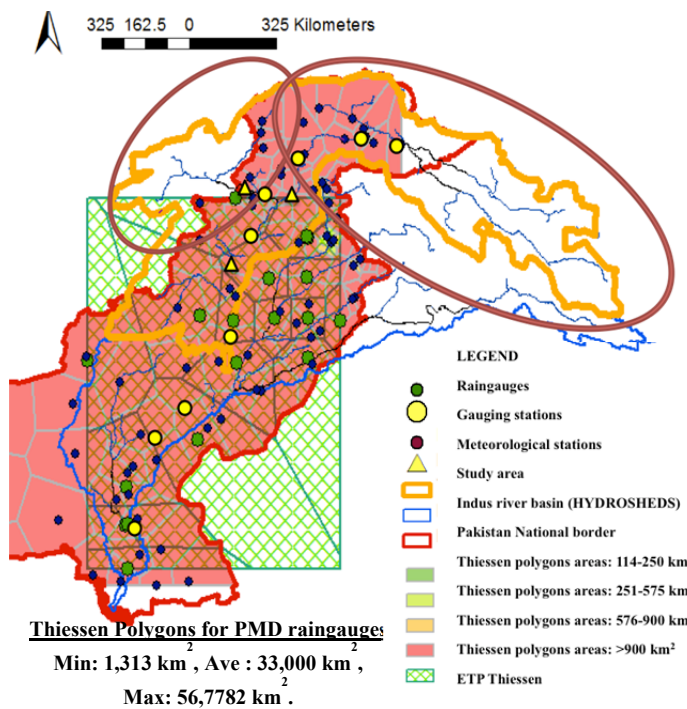 325 162.5 0 325 Kilometers
LEGEND
Raingauges
Gauging stations
Meteorological stations
Study area
Indus river basin (HYDROSHEDS)
Pakistan National border
Thiessen polygons areas: 114-250 km
Thiessen polygons areas: 251-575 km
Thiessen polygons areas: 576-900 km
Thiessen polygons areas: >900 km²
ETP Thiessen
Thiessen Polygons for PMD raingauges
Min: 1,313 km², Ave : 33,000 km²,
Max: 56,7782 km².